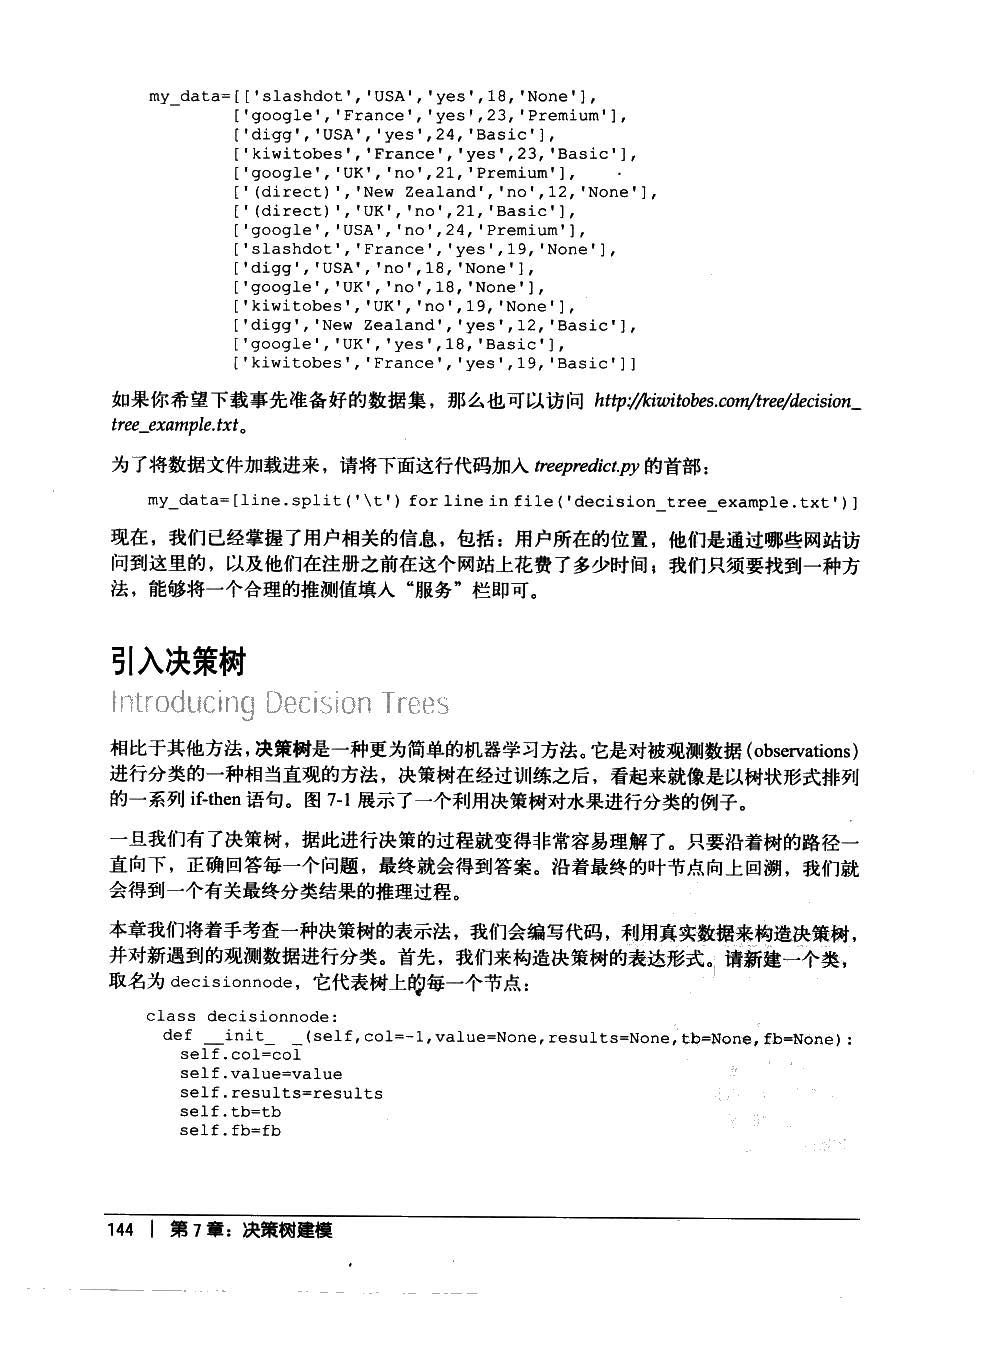 my_data=[['slashdot','USA','yes',18,'None'],
['google','France','yes',23,'Premium'],
['digg','USA','yes',24,'Basic'],
['kiwitobes','France','yes',23,'Basic'],
['google','UK','no',21,'Premium'],
['(direct)','New Zealand','no',12,'None'],
['(direct)','UK','no',21,'Basic'],
['google','USA','no',24,'Premium'],
['slashdot','France','yes',19,'None'],
['digg','USA','no',18,'None'],
['google','UK','no',18,'None'],
['kiwitobes','UK','no',19,'None'],
['digg','New Zealand','yes',12,'Basic'],
['google','UK','yes',18,'Basic'],
['kiwitobes','France','yes',19,'Basic']]
如果你希望下载事先准备好的数据集，那么也可以访问 http://kiwitobes.com/tree/decision_
tree_example.txt。
为了将数据文件加载进来，请将下面这行代码加入 treepredict.py 的首部：
my_data=[line.split('\t') for line in file('decision_tree_example.txt')]
现在，我们已经掌握了用户相关的信息，包括：用户所在的位置，他们是通过哪些网站访
问到这里的，以及他们在注册之前在这个网站上花费了多少时间；我们只须要找到一种方
法，能够将一个合理的推测值填入“服务”栏即可。
引入决策树
Introducing Decision Trees
相比于其他方法，决策树是一种更为简单的机器学习方法。它是对被观测数据（observations）
进行分类的一种相当直观的方法，决策树在经过训练之后，看起来就像是以树状形式排列
的一系列 if-then 语句。图 7-1 展示了一个利用决策树对水果进行分类的例子。
一旦我们有了决策树，据此进行决策的过程就变得非常容易理解了。只要沿着树的路径一
直向下，正确回答每一个问题，最终就会得到答案。沿着最终的叶节点向上回溯，我们就
会得到一个有关最终分类结果的推理过程。
本章我们将着手考查一种决策树的表示法，我们会编写代码，利用真实数据来构造决策树，
并对新遇到的观测数据进行分类。首先，我们来构造决策树的表达形式。请新建一个类，
取名为 decisionnode，它代表树上的每一个节点：
class decisionnode:
def __init_ _(self,col=-1,value=None,results=None,tb=None,fb=None):
self.col=col
self.value=value
self.results=results
self.tb=tb
self.fb=fb
144 | 第 7 章：决策树建模